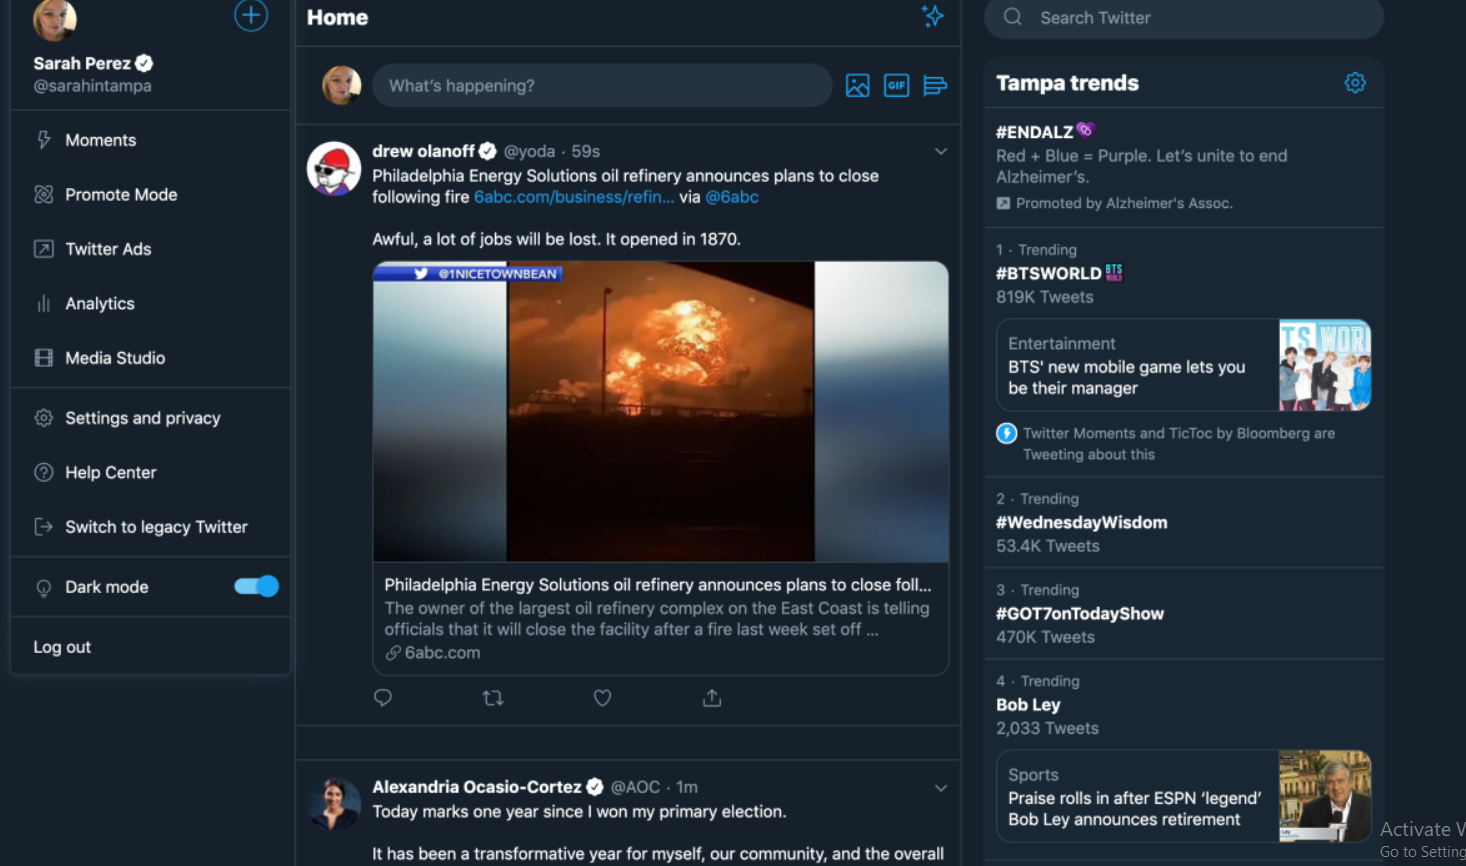 Sarah Perez
@sarahintampa
Moments
Promote Mode
Twitter Ads
Analytics
Media Studio
Settings and privacy
Help Center
Switch to legacy Twitter
Dark mode
Log out
Home
What's happening?
GIF
drew olanoff @yoda · 59s
Philadelphia Energy Solutions oil refinery announces plans to close
following fire 6abc.com/business/refin... via @6abc
Awful, a lot of jobs will be lost. It opened in 1870.
@1NICETOWNBEAN
Philadelphia Energy Solutions oil refinery announces plans to close foll...
The owner of the largest oil refinery complex on the East Coast is telling
officials that it will close the facility after a fire last week set off ...
6abc.com
Alexandria Ocasio-Cortez @AOC · 1m
Today marks one year since I won my primary election.
It has been a transformative year for myself, our community, and the overall
Search Twitter
Tampa trends
#ENDALZ
Red + Blue = Purple. Let's unite to end
Alzheimer's.
Promoted by Alzheimer's Assoc.
1 · Trending
#BTSWORLD BTS WORLD
819K Tweets
Entertainment
BTS' new mobile game lets you
be their manager
TS WOR
Twitter Moments and TicToc by Bloomberg are
Tweeting about this
2 · Trending
#WednesdayWisdom
53.4K Tweets
3 · Trending
#GOT7onTodayShow
470K Tweets
4 · Trending
Bob Ley
2,033 Tweets
Sports
Praise rolls in after ESPN ‘legend’
Bob Ley announces retirement
Ley
Activate W
Go to Setting